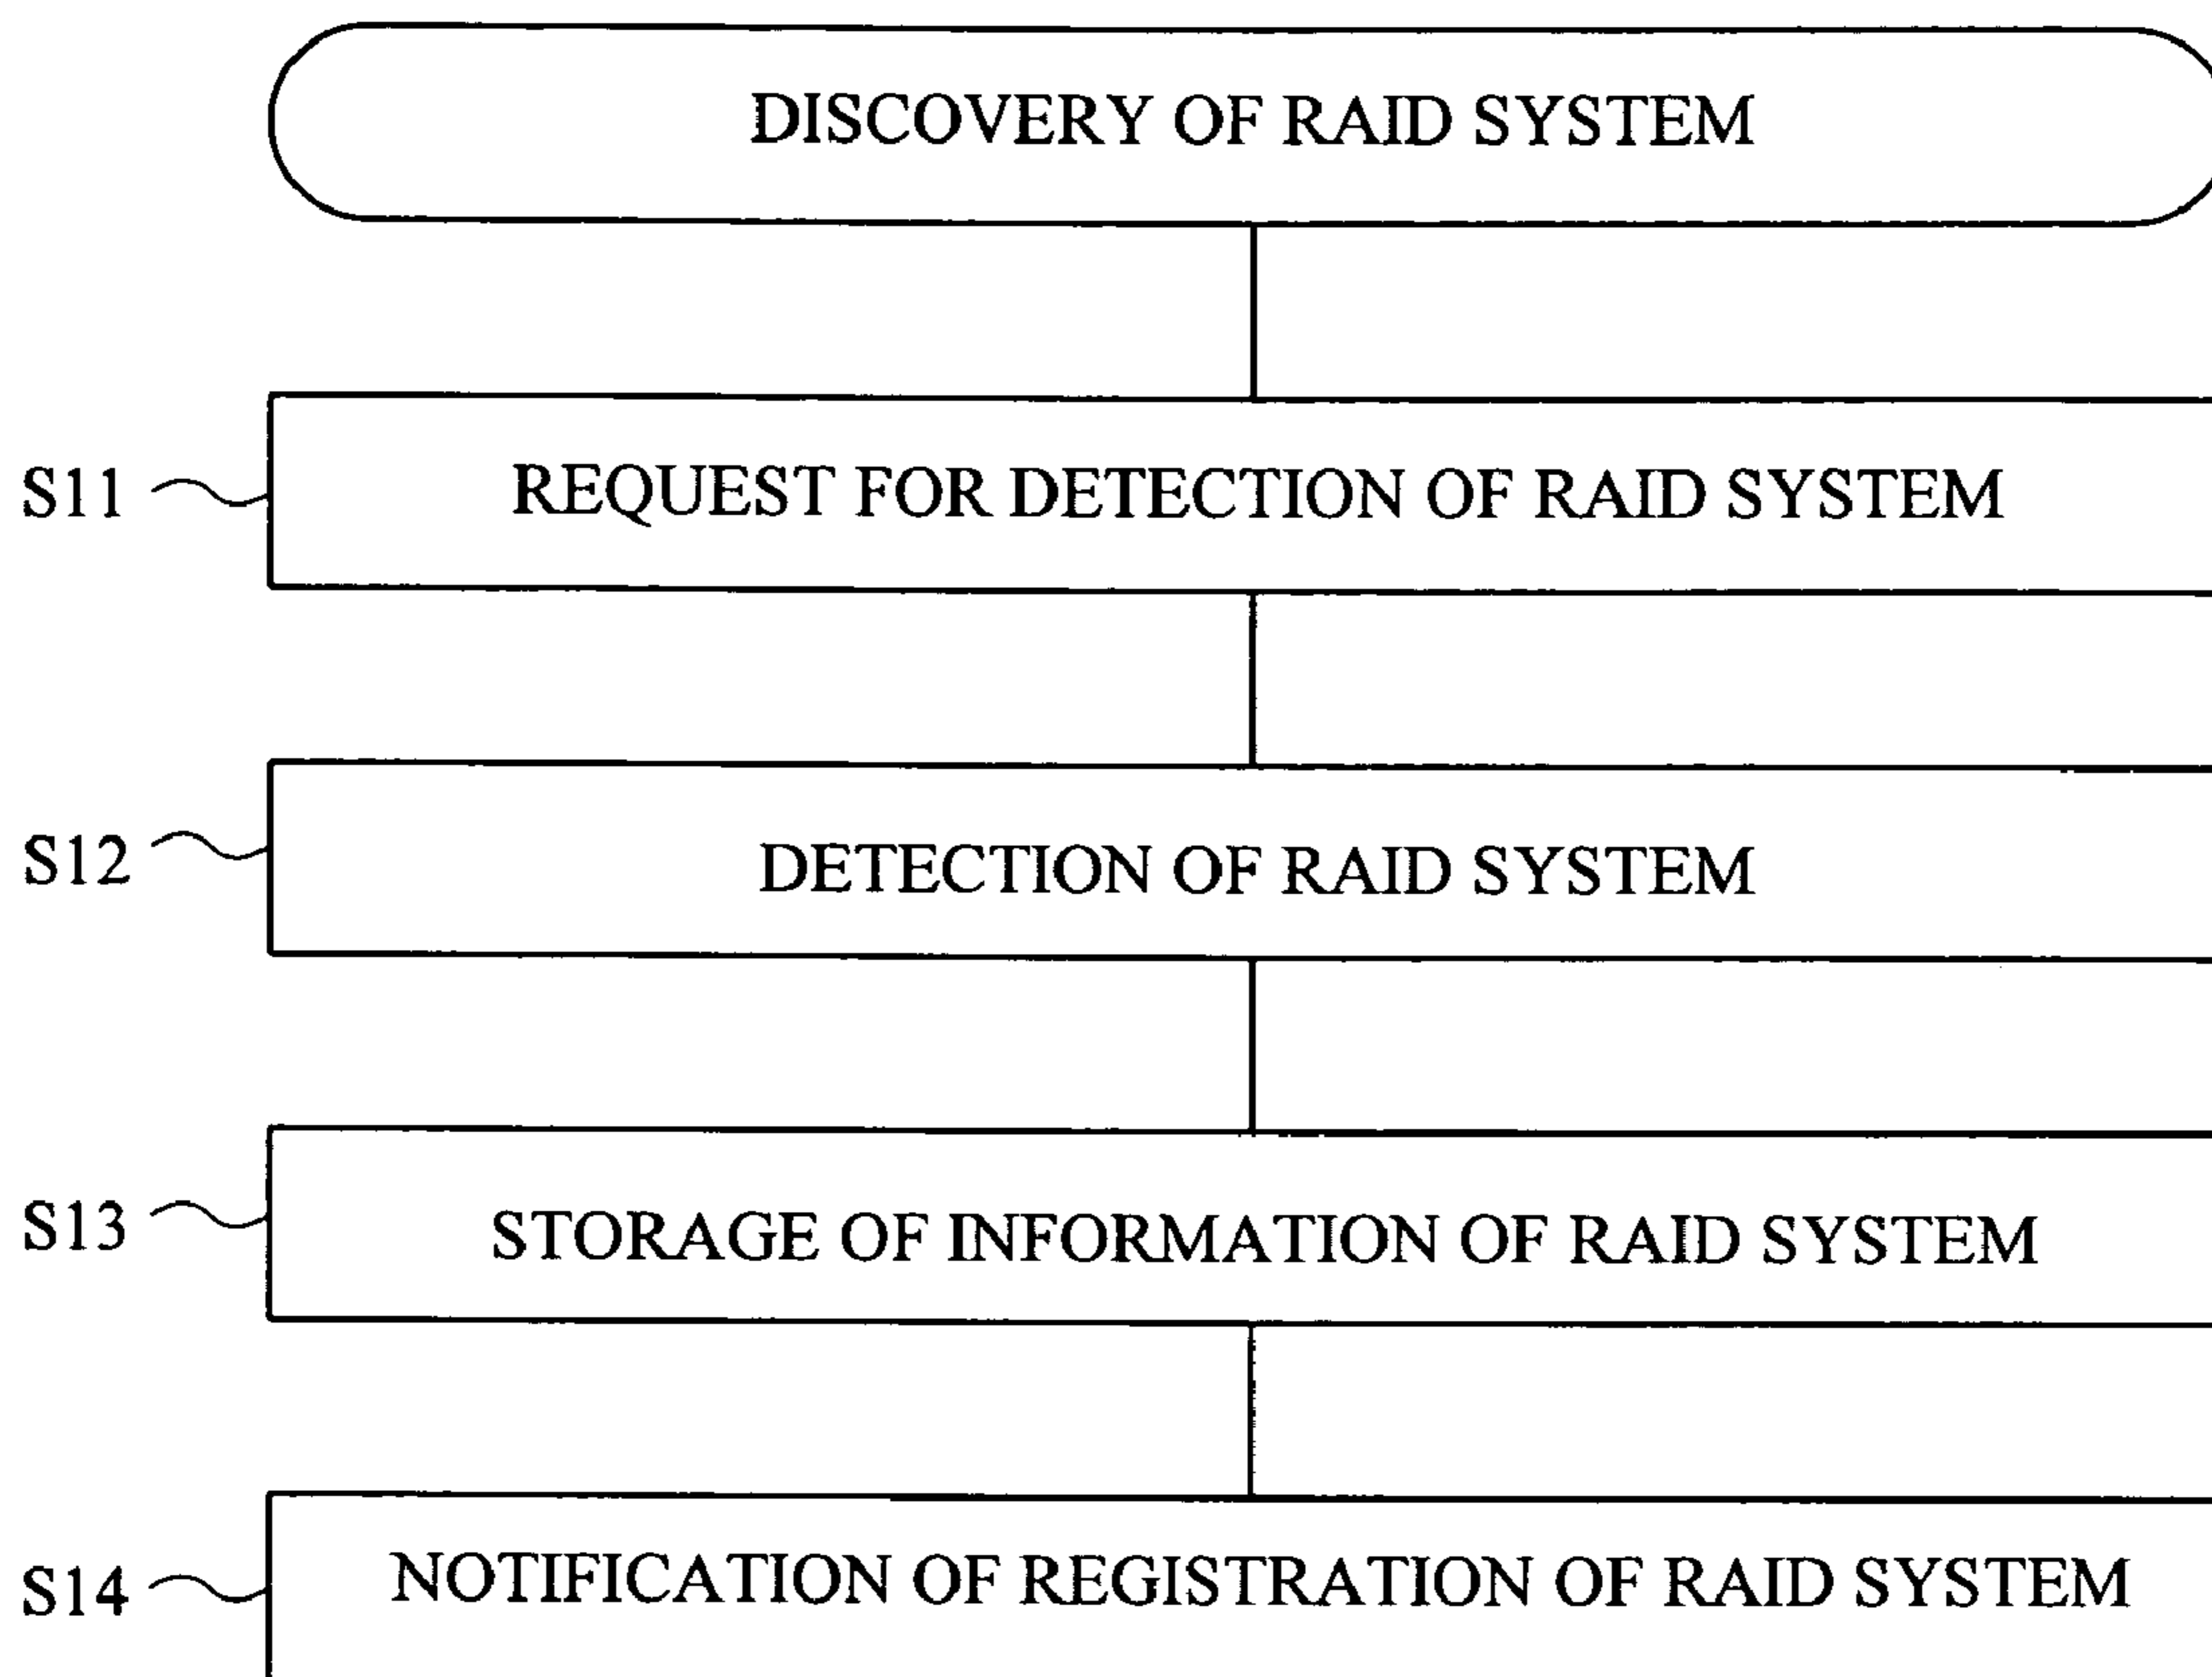 DISCOVERY OF RAID SYSTEM
S11 REQUEST FOR DETECTION OF RAID SYSTEM
S12 DETECTION OF RAID SYSTEM
S13 STORAGE OF INFORMATION OF RAID SYSTEM
S14 NOTIFICATION OF REGISTRATION OF RAID SYSTEM